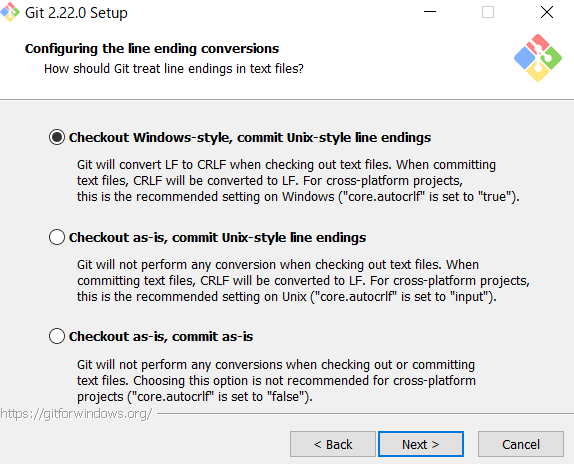 Git 2.22.0 Setup
Configuring the line ending conversions
How should Git treat line endings in text files?
Checkout Windows-style, commit Unix-style line endings
Git will convert LF to CRLF when checking out text files. When committing
text files, CRLF will be converted to LF. For cross-platform projects,
this is the recommended setting on Windows ("core.autocrlf" is set to "true").
Checkout as-is, commit Unix-style line endings
Git will not perform any conversion when checking out text files. When
committing text files, CRLF will be converted to LF. For cross-platform projects,
this is the recommended setting on Unix ("core.autocrlf" is set to "input").
Checkout as-is, commit as-is
Git will not perform any conversions when checking out or committing
text files. Choosing this option is not recommended for cross-platform
projects ("core.autocrlf" is set to "false").
https://gitforwindows.org/
< Back Next > Cancel